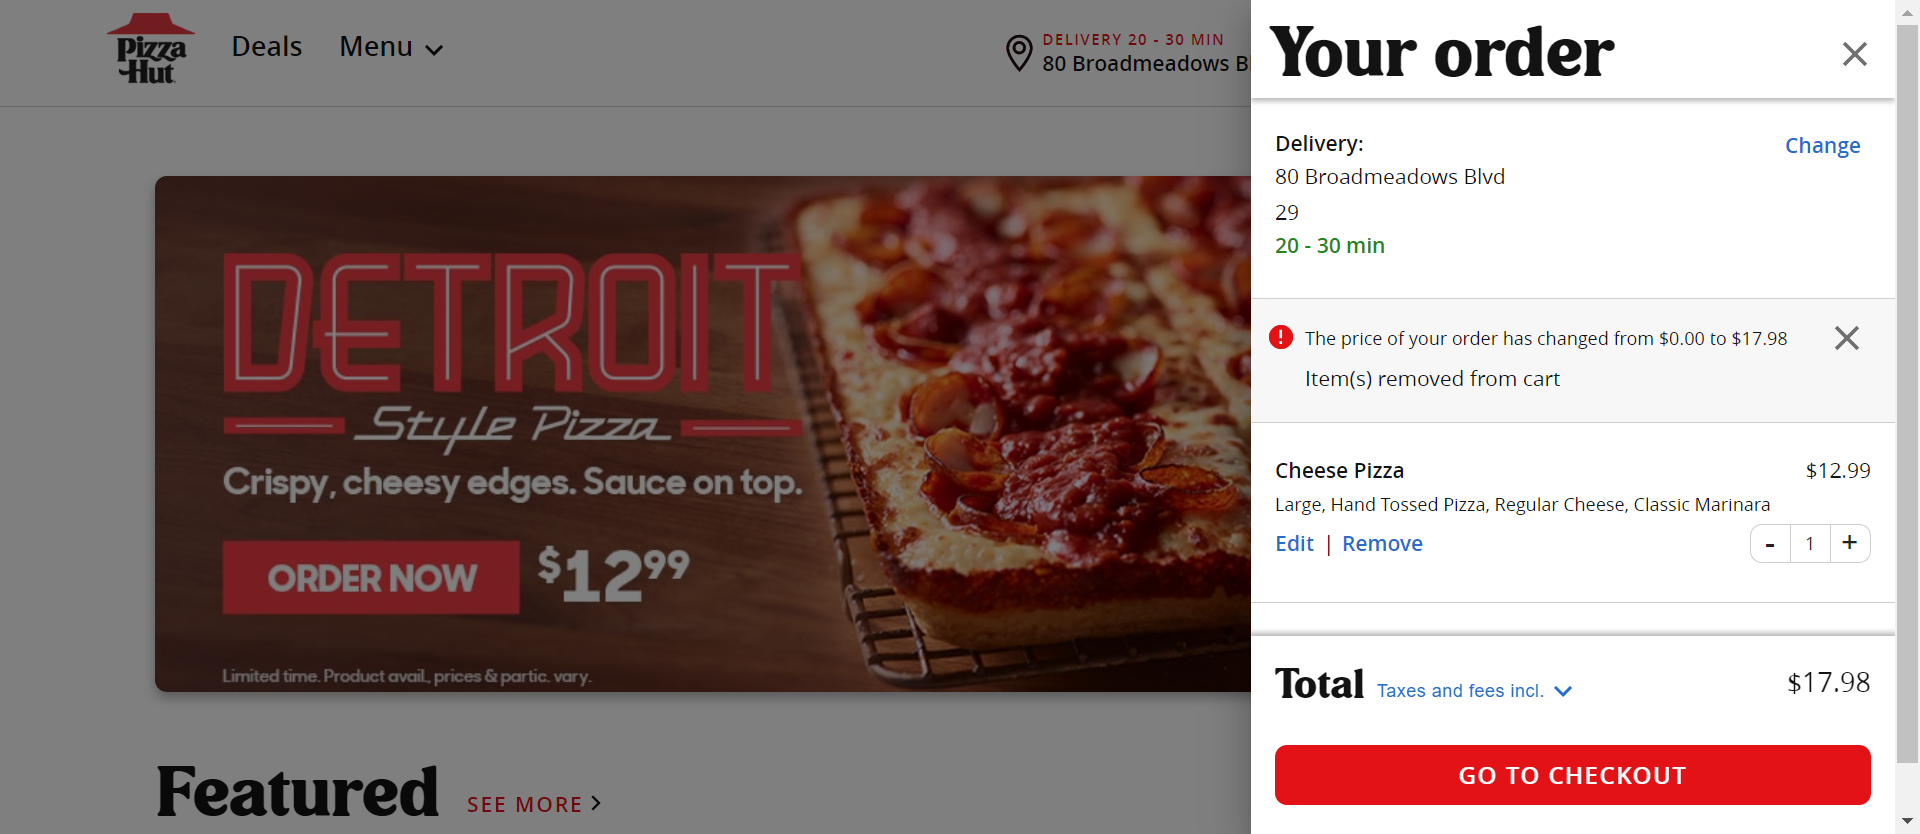 Pizza
Hut
Deals
Menu
DELIVERY 20 - 30 MIN
80 Broadmeadows Bl
DETROIT
Style Pizza
Crispy, cheesy edges. Sauce on top.
ORDER NOW
$12.99
Limited time. Product avail., prices & partic. vary.
Featured
SEE MORE
Your order
Delivery:
Change
80 Broadmeadows Blvd
29
20 - 30 min
The price of your order has changed from $0.00 to $17.98
Item(s) removed from cart
Cheese Pizza
$12.99
Large, Hand Tossed Pizza, Regular Cheese, Classic Marinara
Edit | Remove
- 1 +
Total
Taxes and fees incl.
$17.98
GO TO CHECKOUT